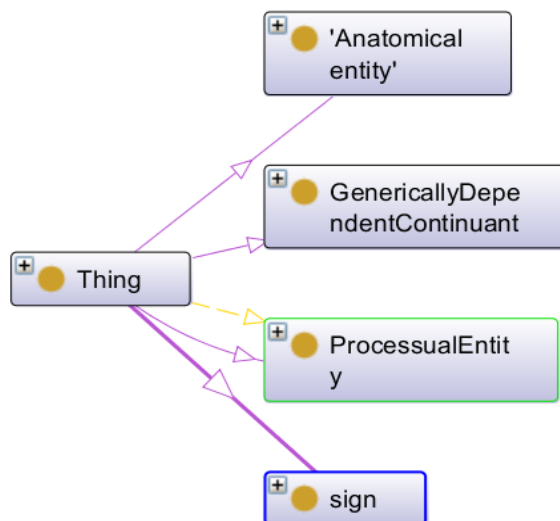 'Anatomical
entity'
GenericallyDepe
ndentContinuant
Thing
ProcessualEntit
y
sign